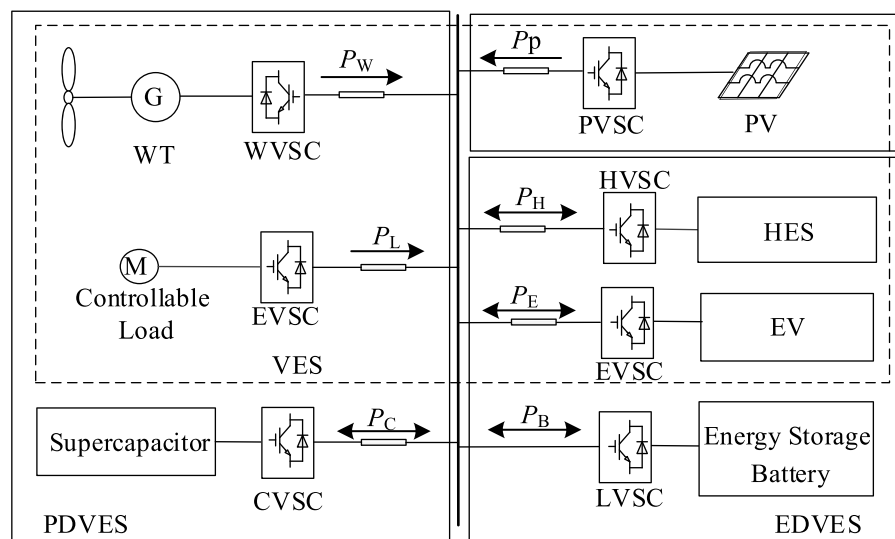 P_W
G
WT
WVSC
P_p
PVSC
PV
P_L
M
Controllable
Load
EVSC
VES
HVSC
P_H
HES
P_E
EV
EVSC
Supercapacitor
P_C
CVSC
PDVES
P_B
Energy Storage
Battery
LVSC
EDVES